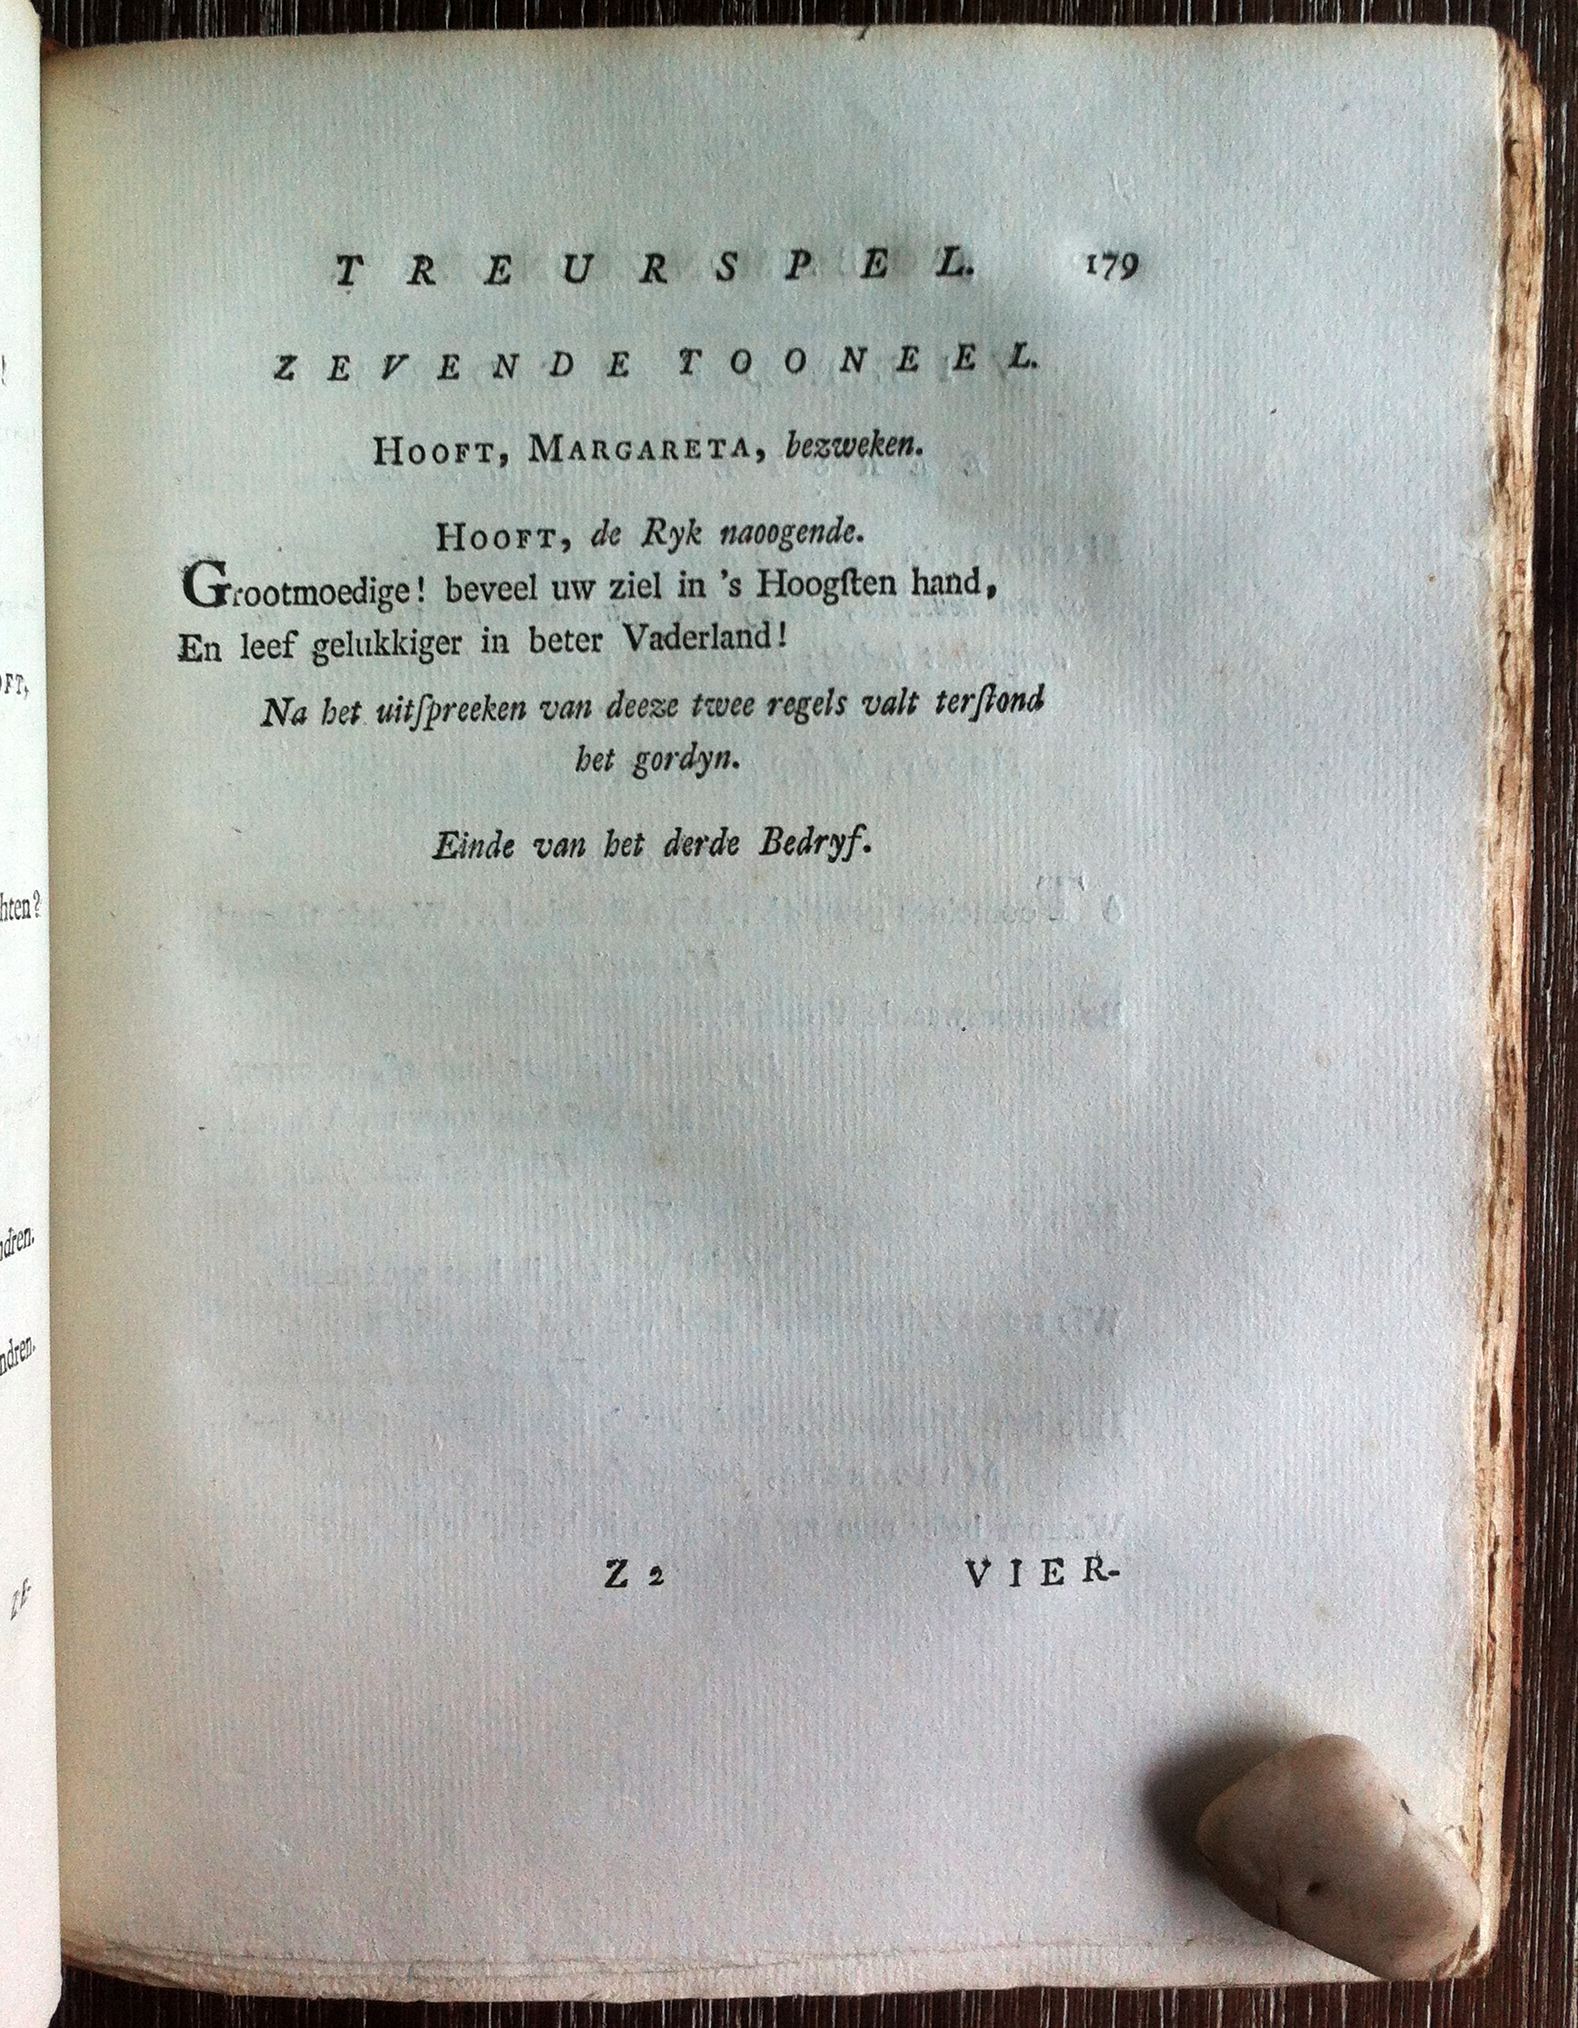 TREURSPEL. 179
ZEVENDE TOONEEL.
HOOFT, MARGARETA, bezweken.
HOOFT, de Ryk naoogende.
Grootmoedige! beveel uw ziel in 's Hoogſten hand,
En leef gelukkiger in beter Vaderland!
Na het uitſpreeken van deeze twee regels valt terſtond
het gordyn.
Einde van het derde Bedryf.
Z 2 VIER-